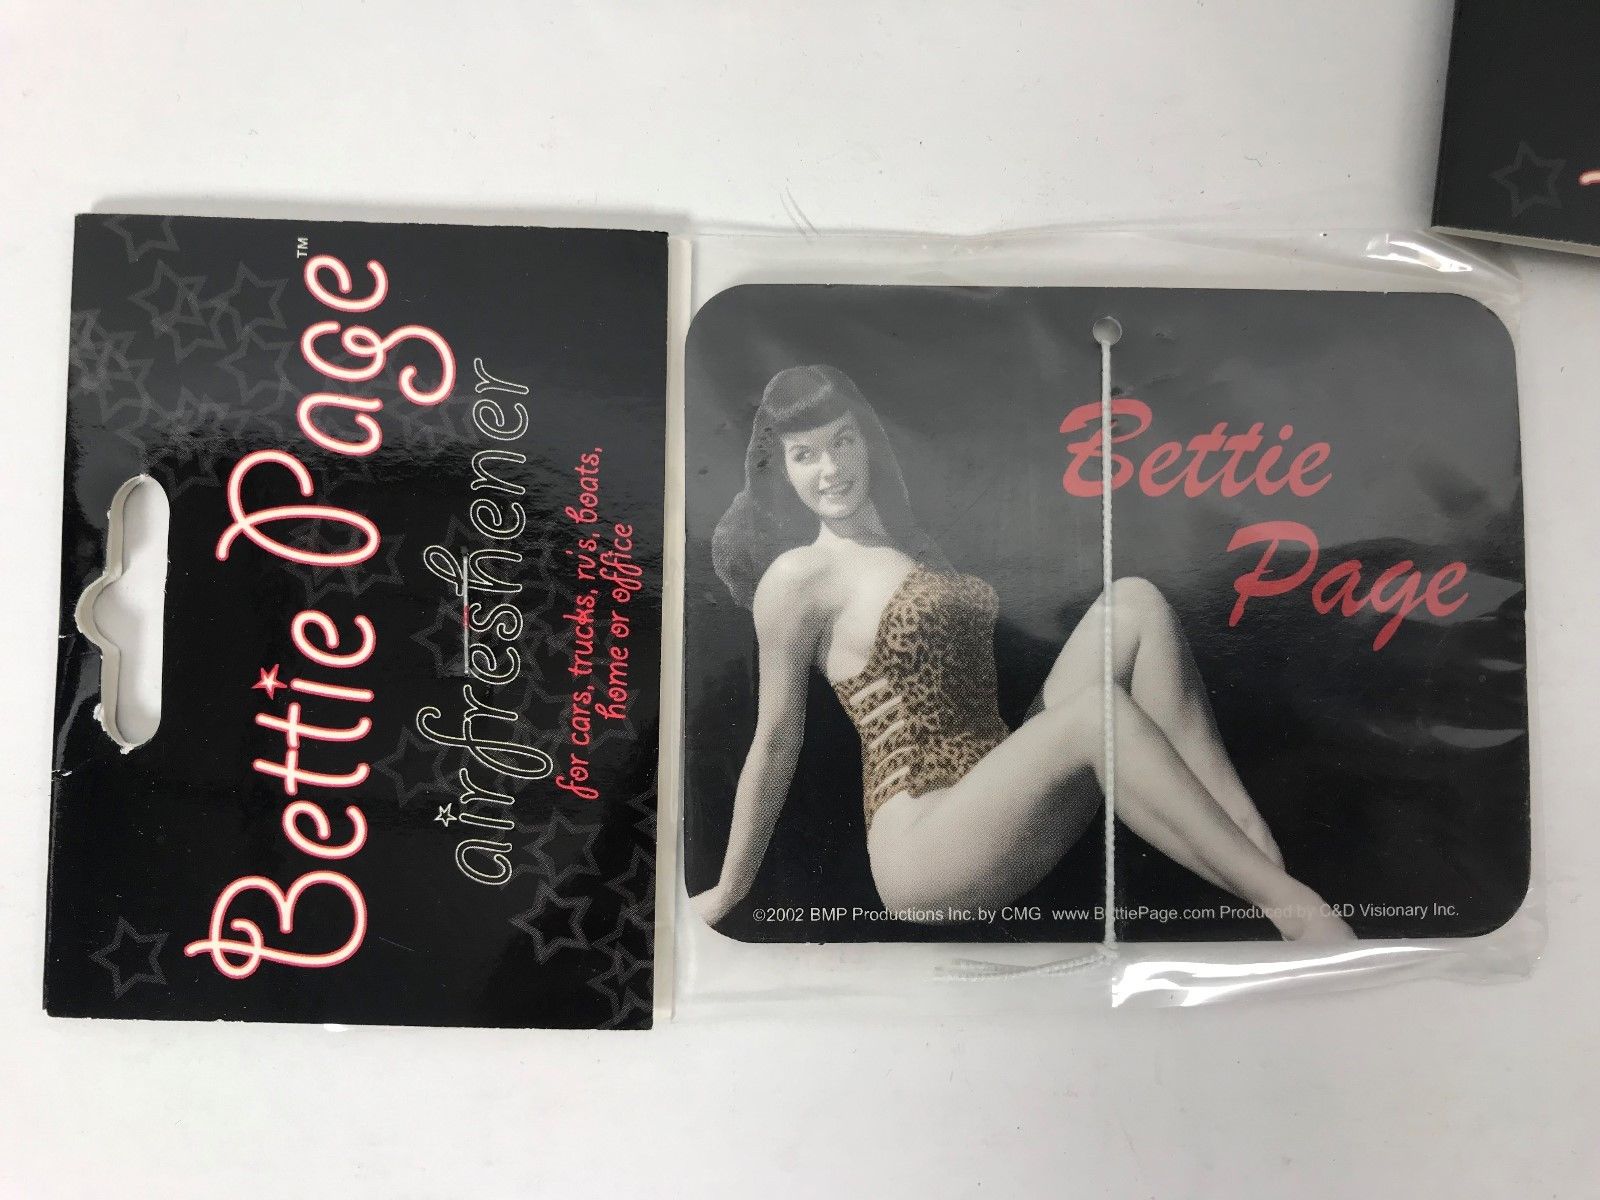 Bettie Page™
airfreshener
for cars, trucks, rv's, boats,
home or office
Bettie
Page
©2002 BMP Productions Inc. by CMG www.BettiePage.com Produced by C&D Visionary Inc.